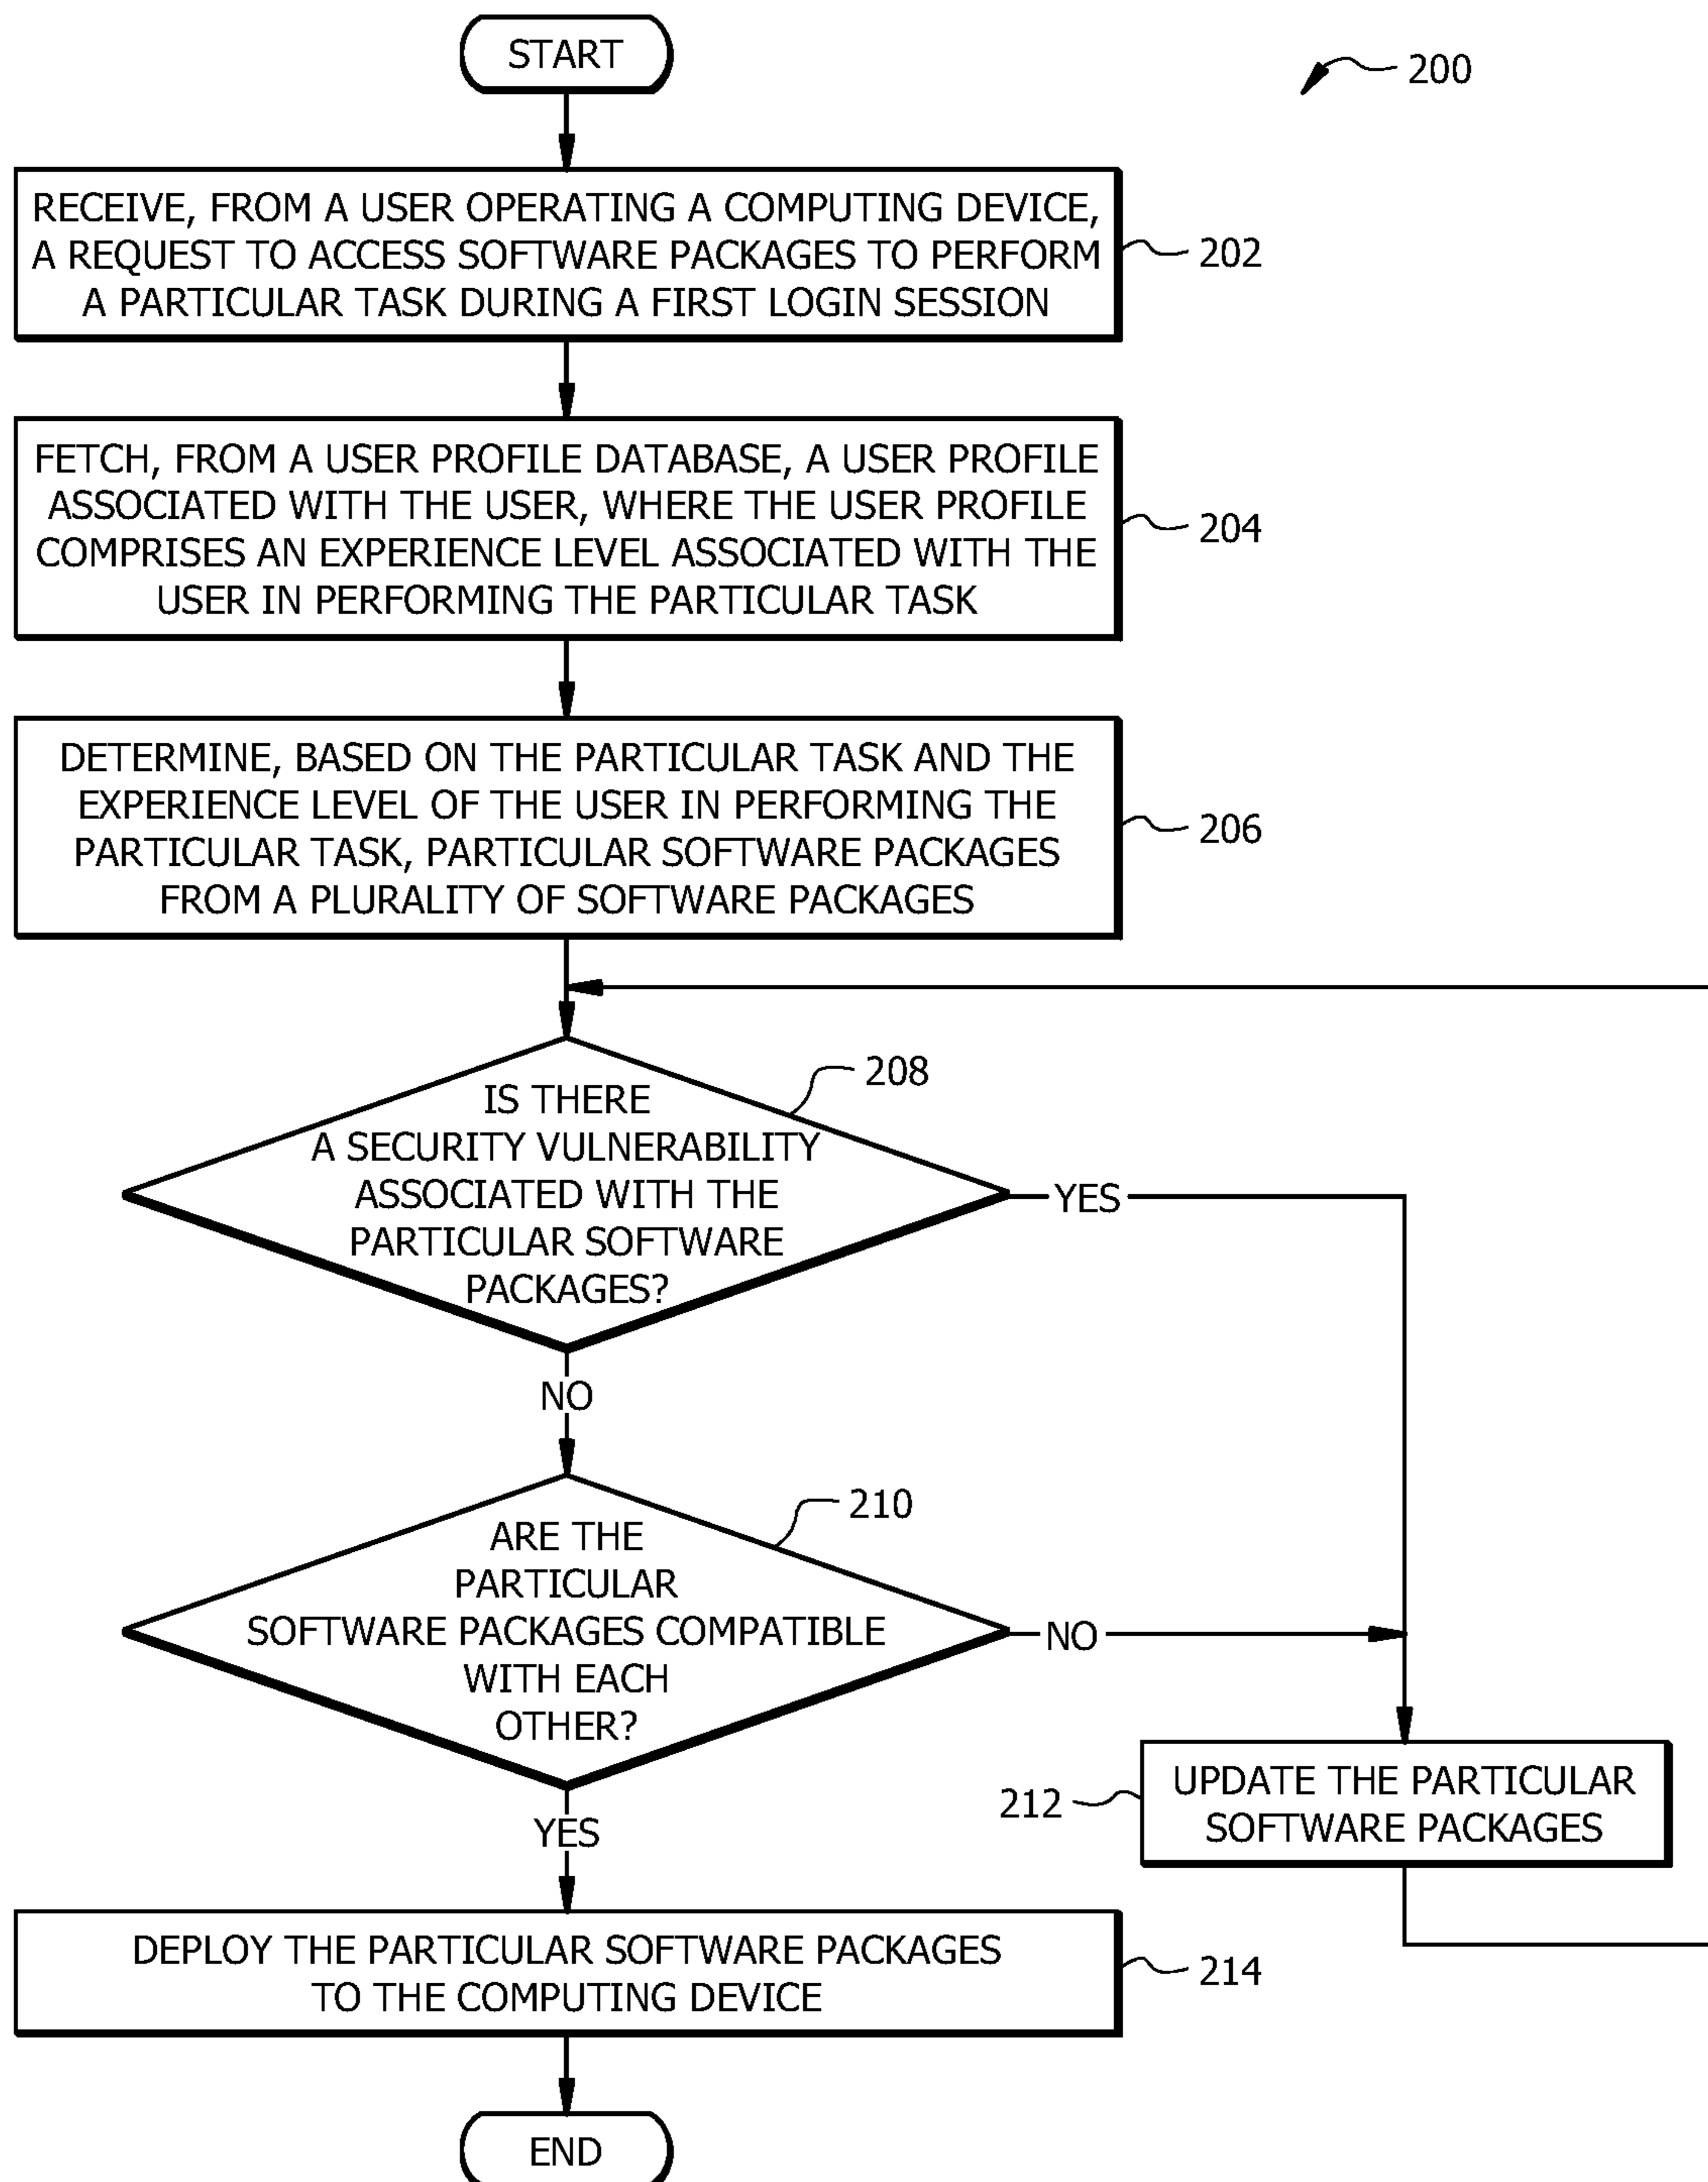 START
200
RECEIVE, FROM A USER OPERATING A COMPUTING DEVICE,
A REQUEST TO ACCESS SOFTWARE PACKAGES TO PERFORM
A PARTICULAR TASK DURING A FIRST LOGIN SESSION
202
FETCH, FROM A USER PROFILE DATABASE, A USER PROFILE
ASSOCIATED WITH THE USER, WHERE THE USER PROFILE
COMPRISES AN EXPERIENCE LEVEL ASSOCIATED WITH THE
USER IN PERFORMING THE PARTICULAR TASK
204
DETERMINE, BASED ON THE PARTICULAR TASK AND THE
EXPERIENCE LEVEL OF THE USER IN PERFORMING THE
PARTICULAR TASK, PARTICULAR SOFTWARE PACKAGES
FROM A PLURALITY OF SOFTWARE PACKAGES
206
IS THERE
A SECURITY VULNERABILITY
ASSOCIATED WITH THE
PARTICULAR SOFTWARE
PACKAGES?
208
YES
NO
ARE THE
PARTICULAR
SOFTWARE PACKAGES COMPATIBLE
WITH EACH
OTHER?
210
NO
YES
UPDATE THE PARTICULAR
SOFTWARE PACKAGES
212
DEPLOY THE PARTICULAR SOFTWARE PACKAGES
TO THE COMPUTING DEVICE
214
END